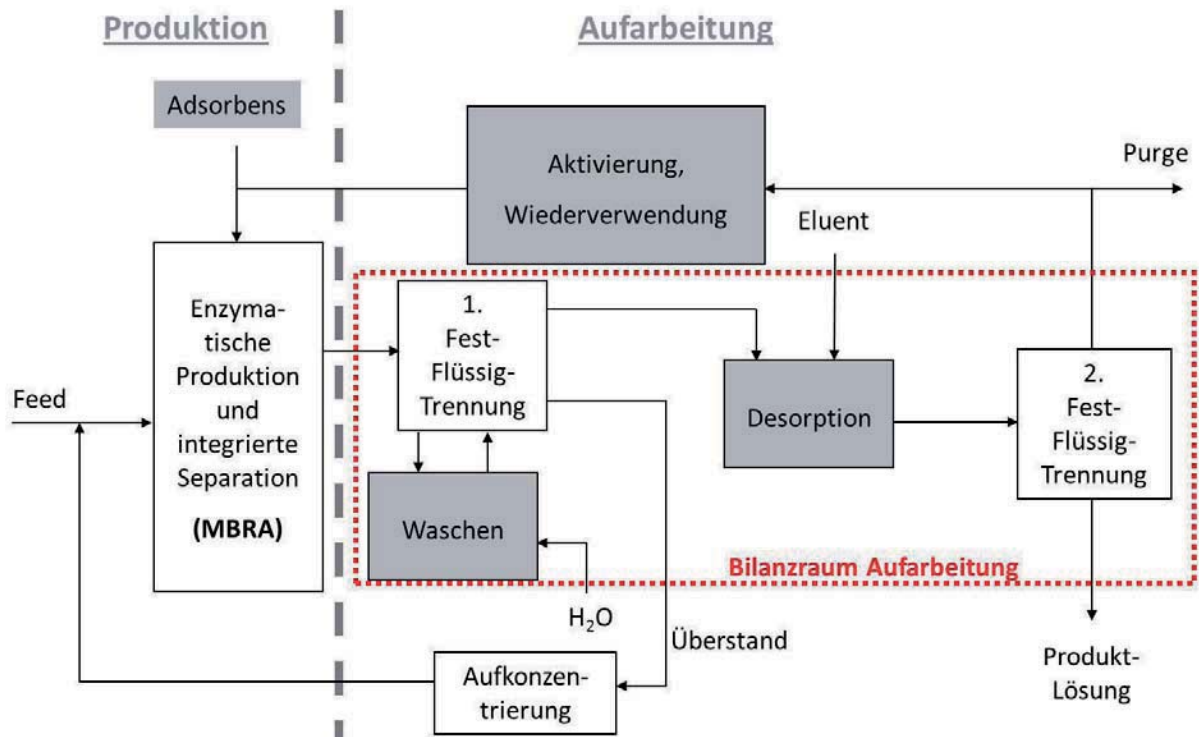 Produktion
Aufarbeitung
Adsorbens
Aktivierung,
Wiederverwendung
Purge
Eluent
Enzyma-
tische
Produktion
und
integrierte
Separation
(MBRA)
1.
Fest-
Flüssig-
Trennung
Feed
Desorption
2.
Fest-
Flüssig-
Trennung
Waschen
Bilanzraum Aufarbeitung
H₂O
Überstand
Aufkonzen-
trierung
Produkt-
Lösung